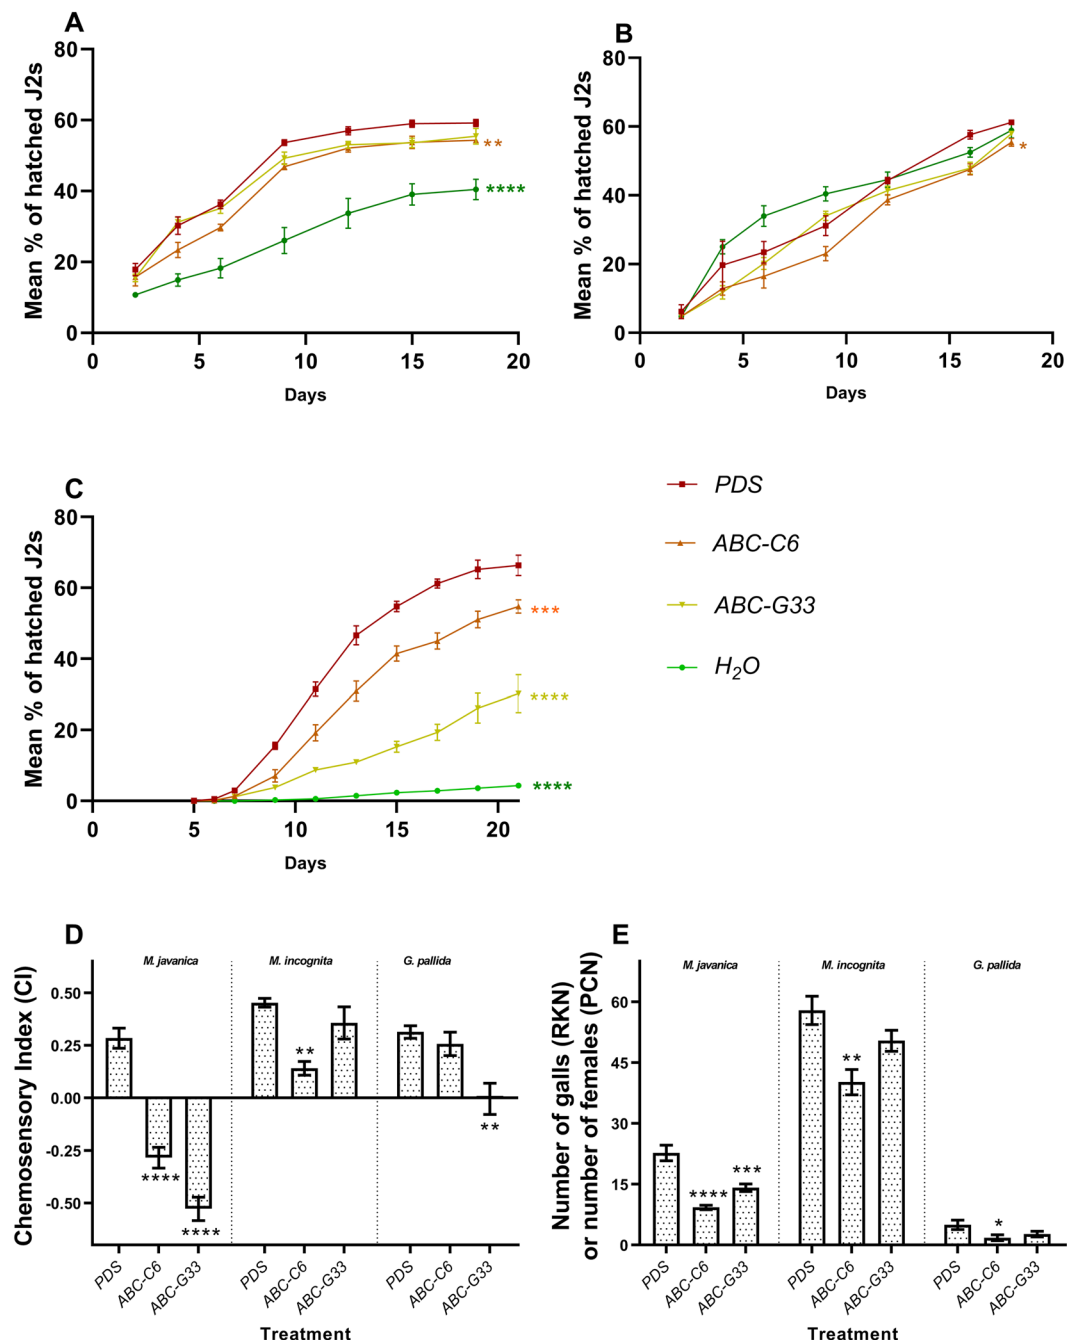 A
Mean % of hatched J2s
80
60
40
20
0
0 5 10 15 20
Days
**
****
B
Mean % of hatched J2s
80
60
40
20
0
0 5 10 15 20
Days
*
C
Mean % of hatched J2s
80
60
40
20
0
0 5 10 15 20
Days
***
****
****
PDS
ABC-C6
ABC-G33
H₂O
D
Chemosensory Index (CI)
M. javanica M. incognita G. pallida
0.50
0.25
0.00
-0.25
-0.50
**** **** ** **
PDS ABC-C6 ABC-G33 PDS ABC-C6 ABC-G33 PDS ABC-C6 ABC-G33
Treatment
E
Number of galls (RKN)
or number of females (PCN)
M. javanica M. incognita G. pallida
60
45
30
15
0
**** *** ** *
PDS ABC-C6 ABC-G33 PDS ABC-C6 ABC-G33 PDS ABC-C6 ABC-G33
Treatment